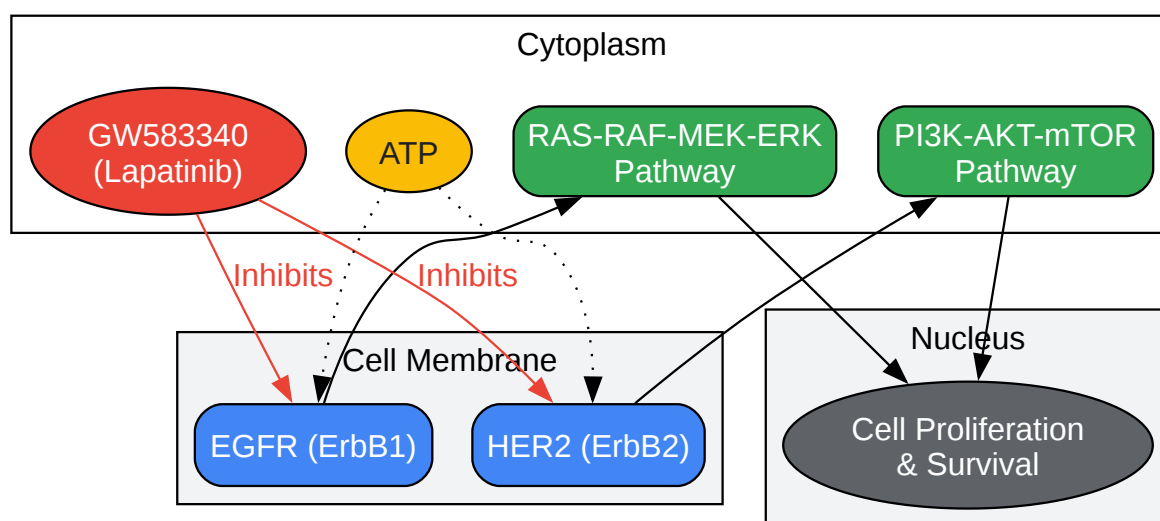 Cytoplasm
GW583340
(Lapatinib)
ATP
RAS-RAF-MEK-ERK
Pathway
PI3K-AKT-mTOR
Pathway
Inhibits
Inhibits
Cell Membrane
Nucleus
EGFR (ErbB1)
HER2 (ErbB2)
Cell Proliferation
& Survival